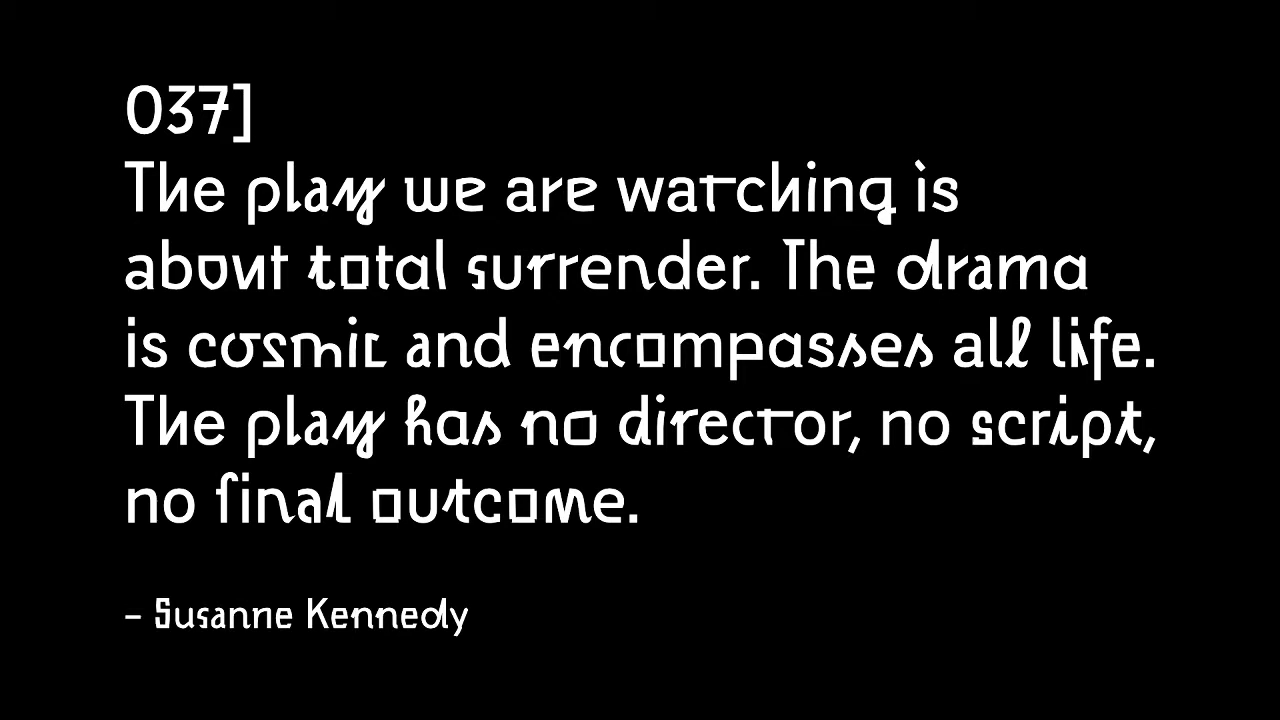 037]
The play we are watching is
about total surrender. The drama
is cosmic and encompasses all life.
The play has no director, no script,
no final outcome.
– Susanne Kennedy